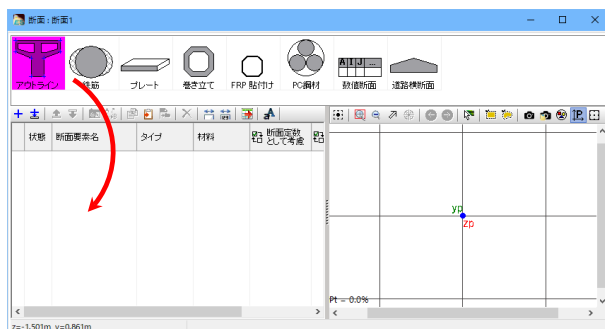 断面 : 断面1
アウトライン
鉄筋
プレート
巻き立て
FRP 貼付け
PC鋼材
A I J ...
数値断面
道路横断面
状態
断面要素名
タイプ
材料
断面定数
として考慮
yp
zp
Pt - 0.0%
z=-1.501m y=0.861m